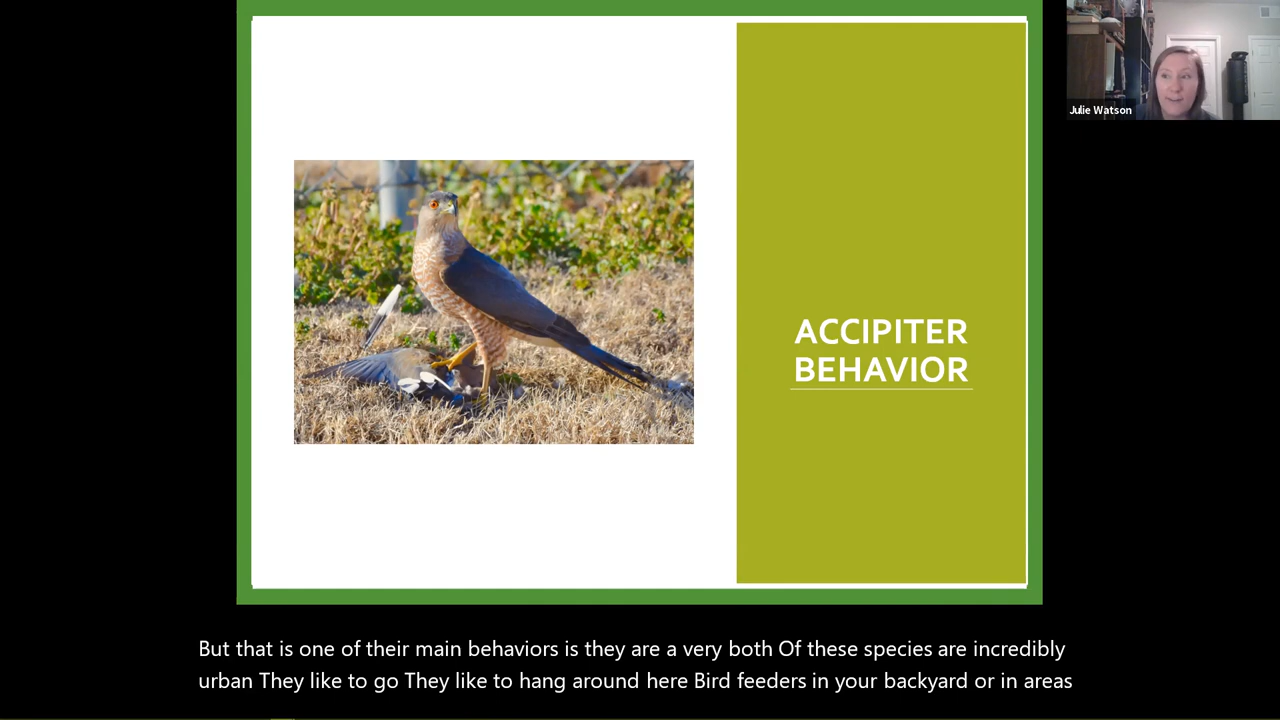 Julie Watson
ACCIPITER
BEHAVIOR
But that is one of their main behaviors is they are a very both Of these species are incredibly
urban They like to go They like to hang around here Bird feeders in your backyard or in areas